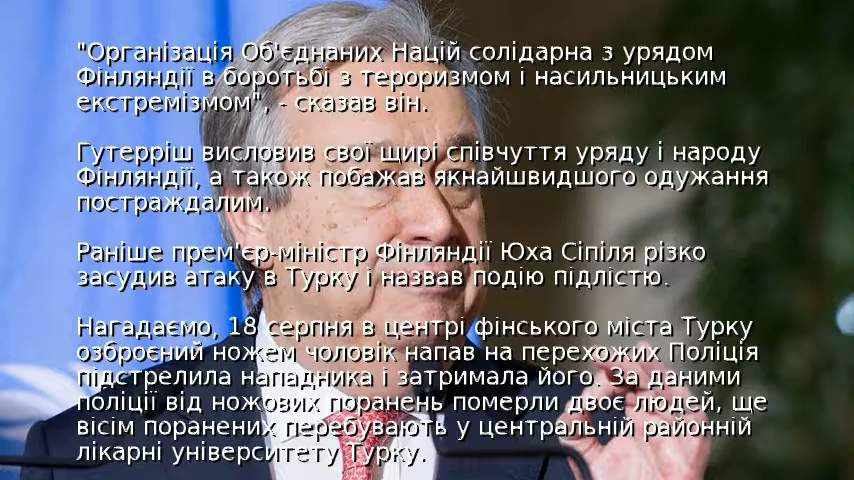 "Організація Об'єднаних Націй солідарна з урядом
Фінляндії в боротьбі з тероризмом і насильницьким
екстремізмом", - сказав він.
Гутерріш висловив свої щирі співчуття уряду і народу
Фінляндії, а також побажав якнайшвидшого одужання
постраждалим.
Раніше прем'єр-міністр Фінляндії Юха Сіпіля різко
засудив атаку в Турку і назвав подію підлістю.
Нагадаємо, 18 серпня в центрі фінського міста Турку
озброєний ножем чоловік напав на перехожих Поліція
підстрелила нападника і затримала його. За даними
поліції від ножових поранень померли двоє людей, ще
вісім поранених перебувають у центральній районній
лікарні університету Турку.